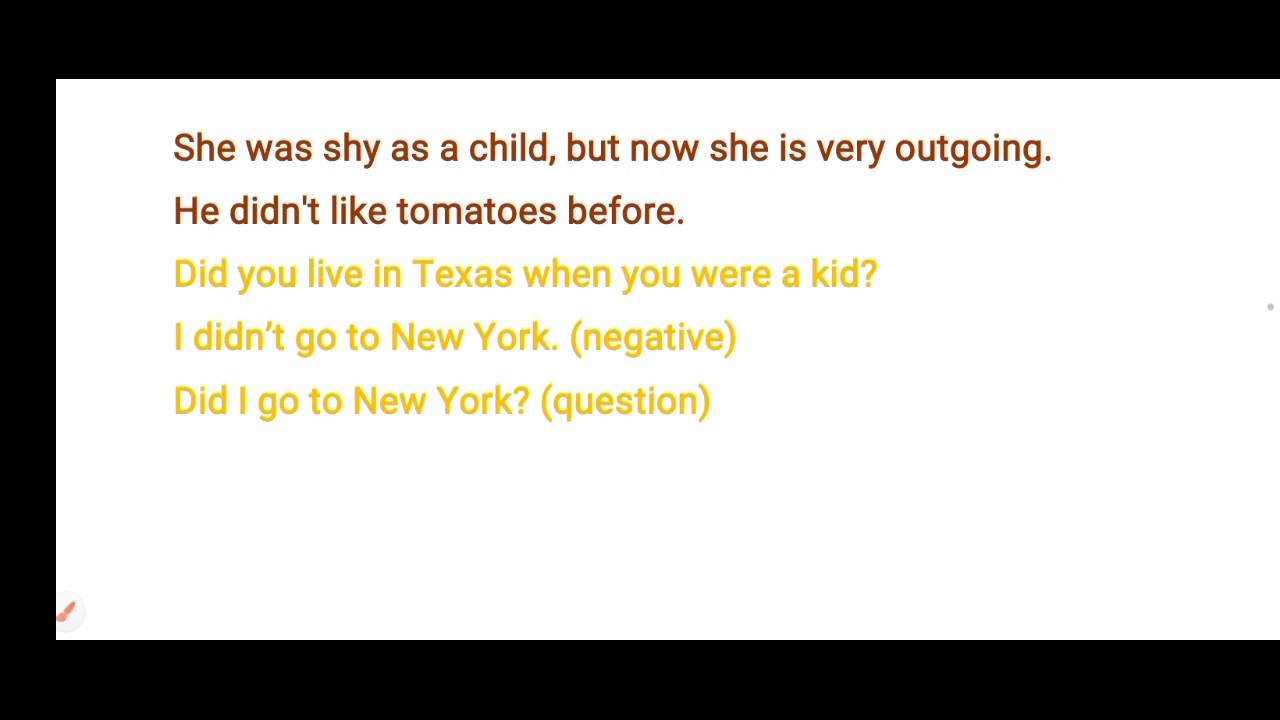 She was shy as a child, but now she is very outgoing.
He didn't like tomatoes before.
Did you live in Texas when you were a kid?
I didn’t go to New York. (negative)
Did I go to New York? (question)